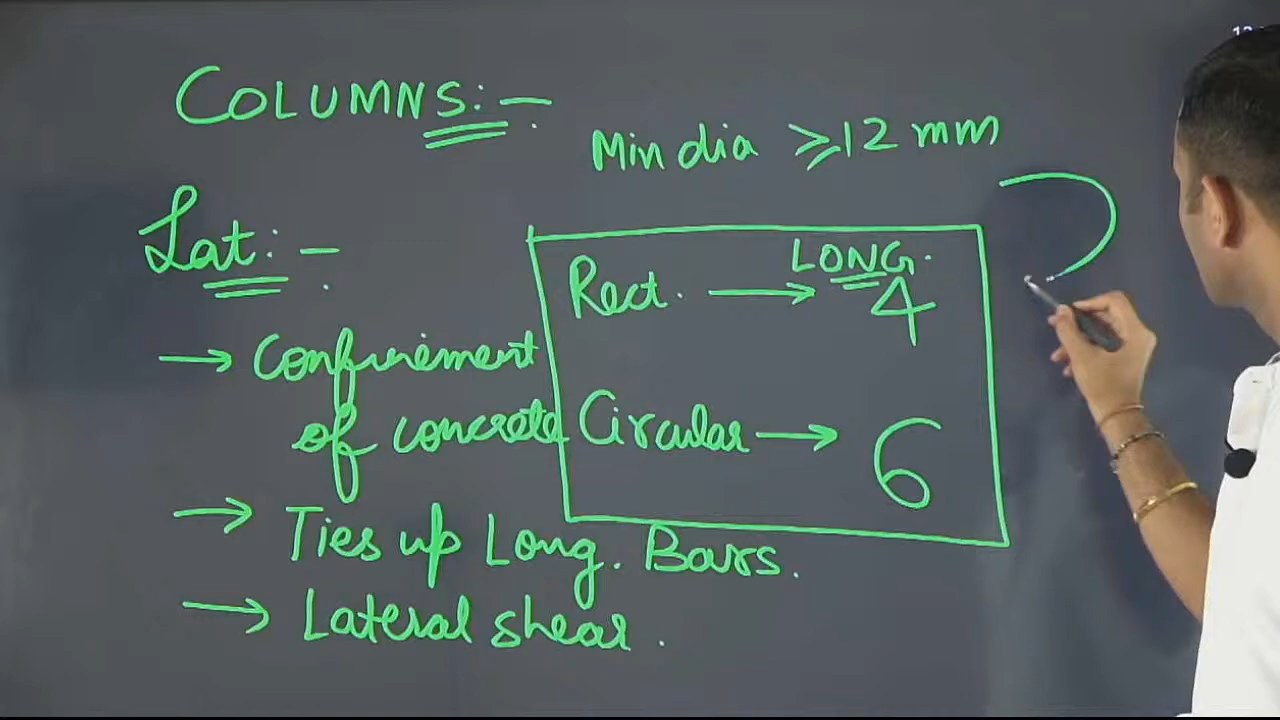 COLUMNS:-
Min dia ≥12 mm
Lat:-
→ Confinement
of concrete
→ Ties up Long. Bars.
→ Lateral shear.
LONG.
Rect. → 4
Circular → 6